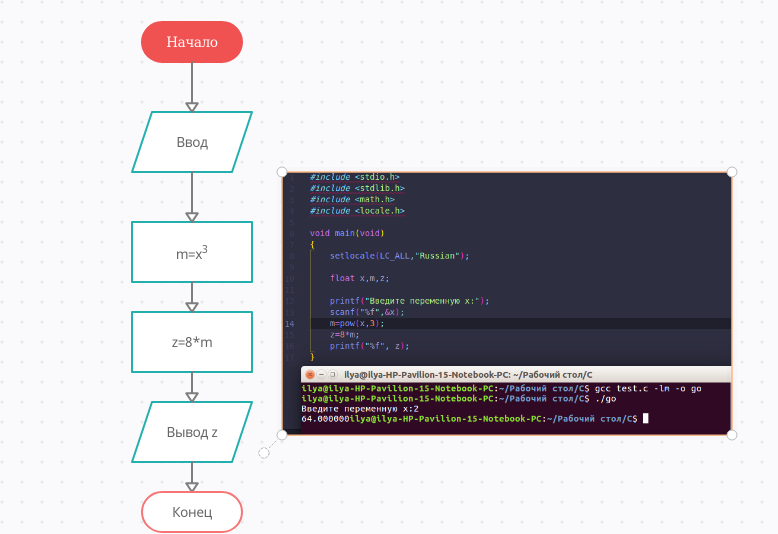 Начало
Ввод
m=x³
z=8*m
Вывод z
Конец
#include <stdio.h>
#include <stdlib.h>
#include <math.h>
#include <locale.h>
void main(void)
{
setlocale(LC_ALL,"Russian");
float x,m,z;
printf("Введите переменную x:");
scanf("%f",&x);
14 m=pow(x,3);
z=8*m;
printf("%f", z);
}
ilya@ilya-HP-Pavilion-15-Notebook-PC: ~/Рабочий стол/C
ilya@ilya-HP-Pavilion-15-Notebook-PC:~/Рабочий стол/C$ gcc test.c -lm -o go
ilya@ilya-HP-Pavilion-15-Notebook-PC:~/Рабочий стол/C$ ./go
Введите переменную x:2
64.000000ilya@ilya-HP-Pavilion-15-Notebook-PC:~/Рабочий стол/C$